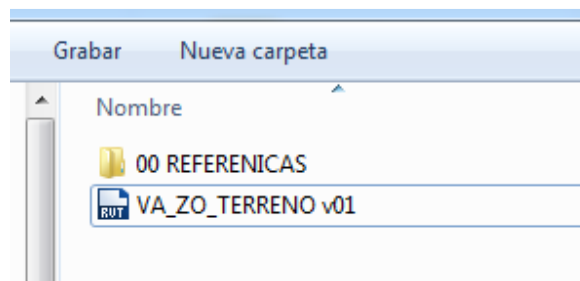 Grabar Nueva carpeta
Nombre
00 REFERENICAS
RVT VA_ZO_TERRENO v01